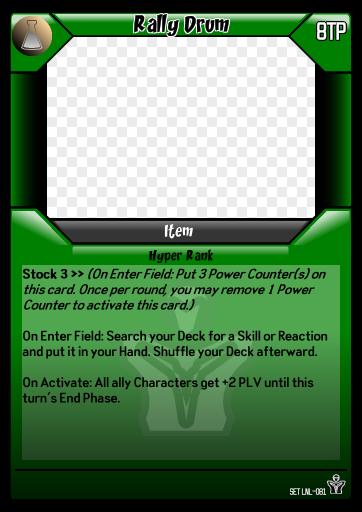 Rally Drum
8TP
Item
Hyper Rank
Stock 3 >> (On Enter Field: Put 3 Power Counter(s) on
this card. Once per round, you may remove 1 Power
Counter to activate this card.)
On Enter Field: Search your Deck for a Skill or Reaction
and put it in your Hand. Shuffle your Deck afterward.
On Activate: All ally Characters get +2 PLV until this
turn's End Phase.
SET LNL-081